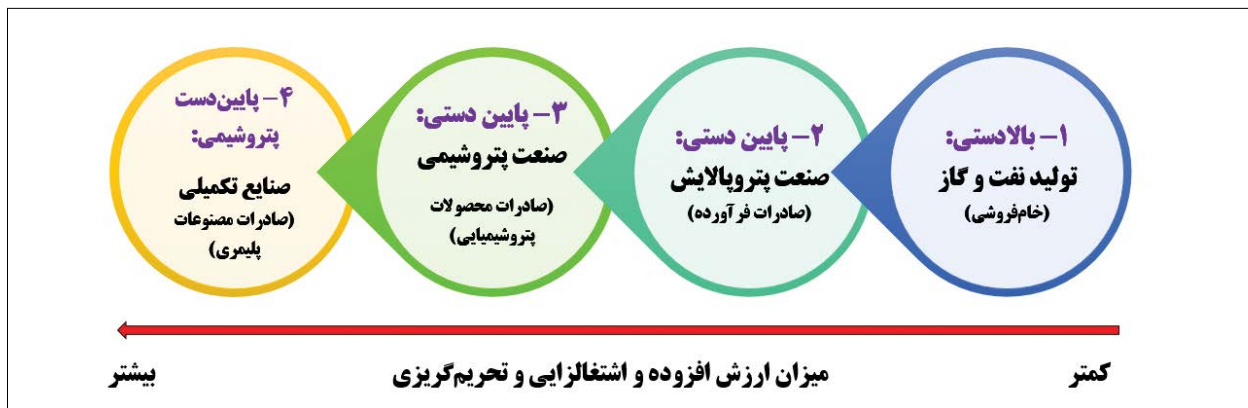 ۱- بالادستی:
تولید نفت و گاز
(خام‌فروشی)
۲- پایین دستی:
صنعت پتروپالایش
(صادرات فرآورده)
۳- پایین دستی:
صنعت پتروشیمی
(صادرات محصولات
پتروشیمیایی)
۴- پایین‌دست
پتروشیمی:
صنایع تکمیلی
(صادرات مصنوعات
پلیمری)
کمتر
میزان ارزش افزوده و اشتغالزایی و تحریم‌گریزی
بیشتر